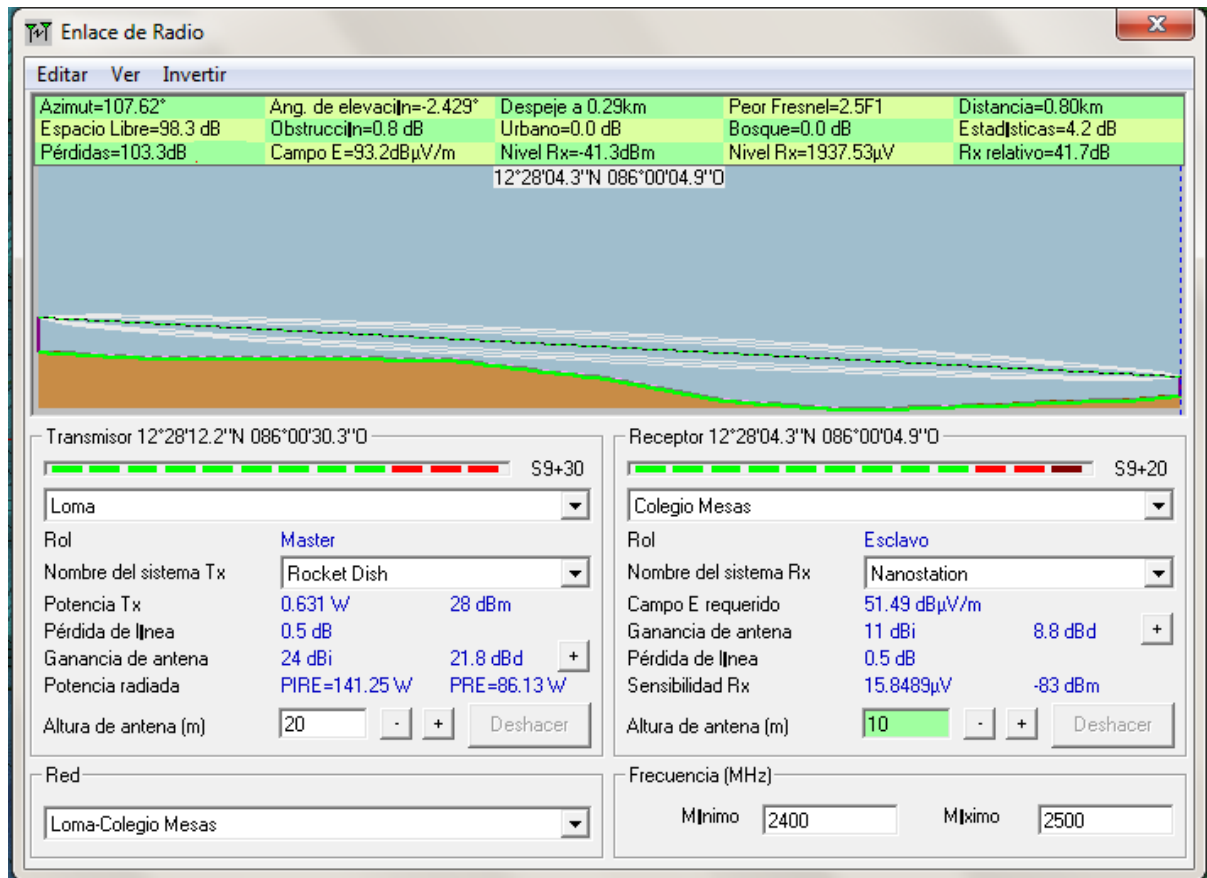 Enlace de Radio
Editar Ver Invertir
Azimut=107.62° Ang. de elevaciIn=-2.429° Despeje a 0.29km Peor Fresnel=2.5F1 Distancia=0.80km
Espacio Libre=98.3 dB ObstrucciIn=0.8 dB Urbano=0.0 dB Bosque=0.0 dB EstadIsticas=4.2 dB
Pérdidas=103.3dB Campo E=93.2dBµV/m Nivel Rx=-41.3dBm Nivel Rx=1937.53µV Rx relativo=41.7dB
12°28'04.3''N 086°00'04.9''O
Transmisor 12°28'12.2''N 086°00'30.3''O
S9+30
Loma
Rol Master
Nombre del sistema Tx Rocket Dish
Potencia Tx 0.631 W 28 dBm
Pérdida de lInea 0.5 dB
Ganancia de antena 24 dBi 21.8 dBd +
Potencia radiada PIRE=141.25 W PRE=86.13 W
Altura de antena (m) 20 - + Deshacer
Red
Loma-Colegio Mesas
Receptor 12°28'04.3''N 086°00'04.9''O
S9+20
Colegio Mesas
Rol Esclavo
Nombre del sistema Rx Nanostation
Campo E requerido 51.49 dBµV/m
Ganancia de antena 11 dBi 8.8 dBd +
Pérdida de lInea 0.5 dB
Sensibilidad Rx 15.8489µV -83 dBm
Altura de antena (m) 10 - + Deshacer
Frecuencia (MHz)
MInimo 2400 MIximo 2500